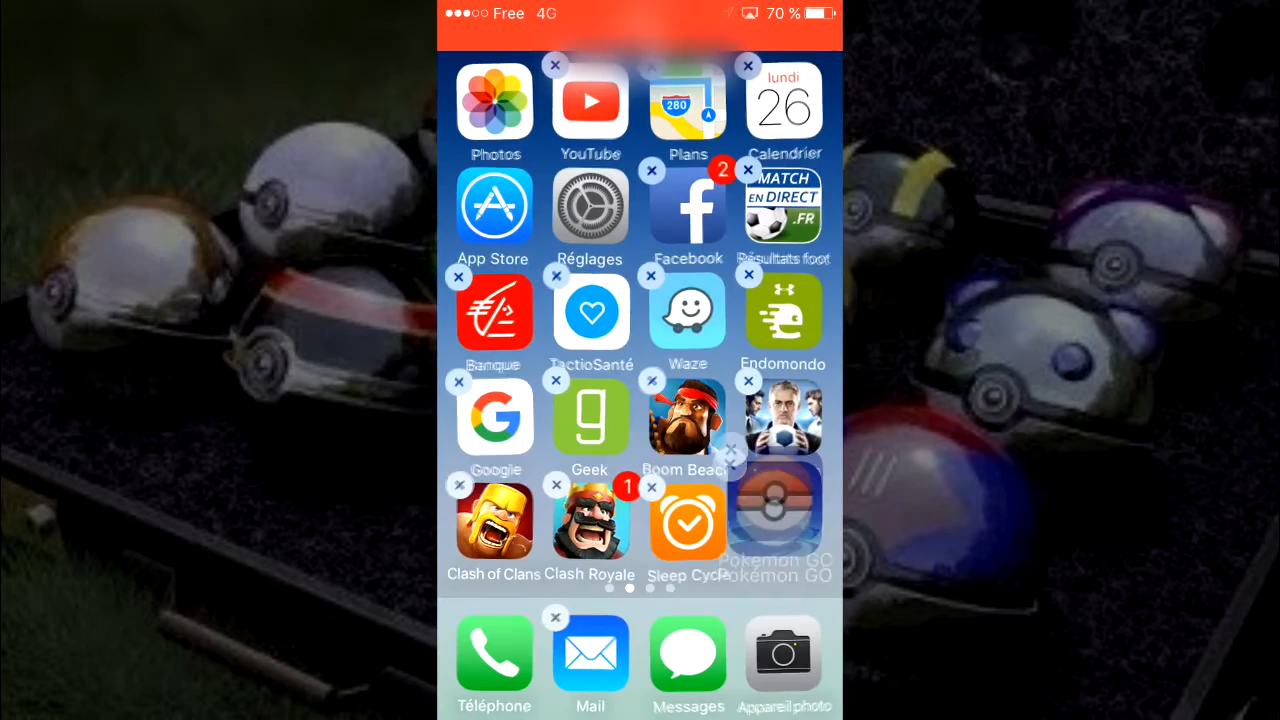 Free 4G 70 %
lundi
26
280
Photos YouTube Plans Calendrier
2
MATCH
EN DIRECT
.FR
App Store Réglages Facebook Résultats foot
Banque TactioSanté Waze Endomondo
G g
Google Geek Boom Beach
1
Clash of Clans Clash Royale Sleep Cycle Pokémon GO
Pokémon GO
Téléphone Mail Messages Appareil photo